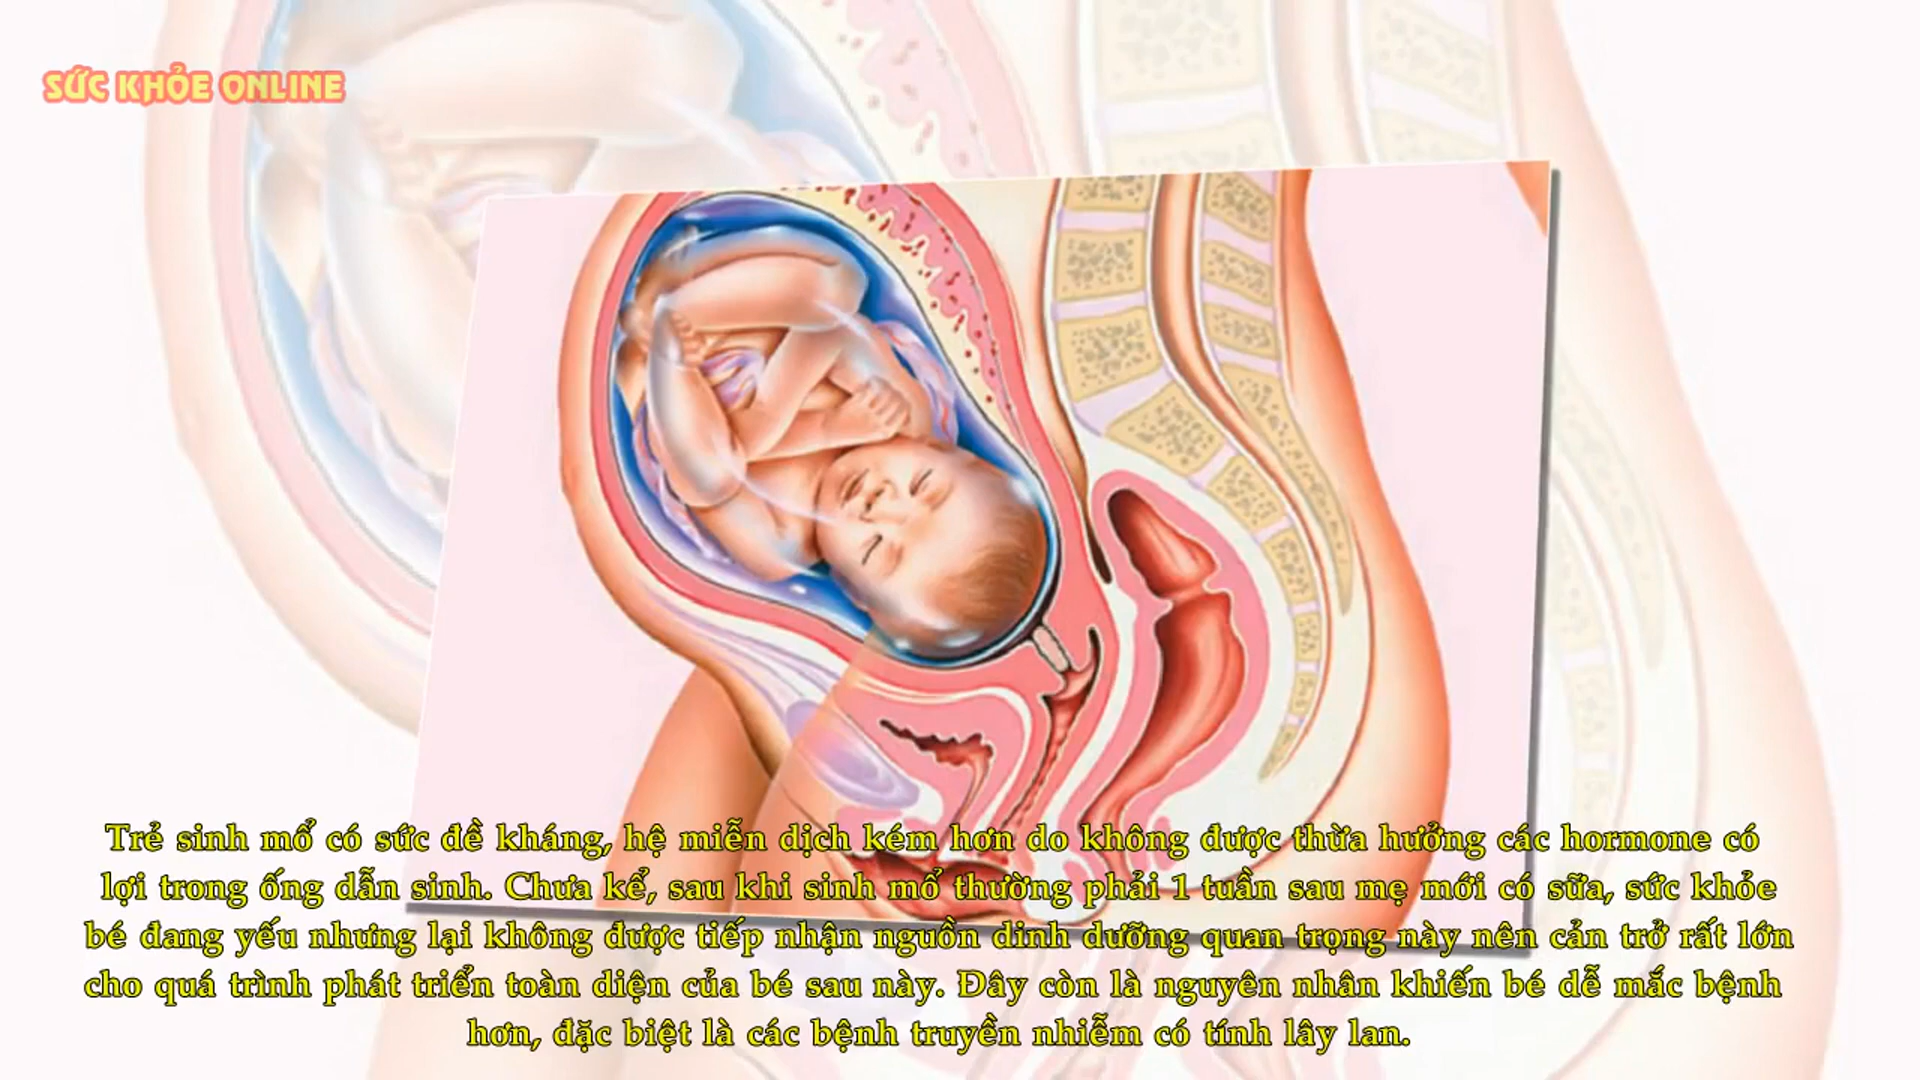 SỨC KHỎE ONLINE
Trẻ sinh mổ có sức đề kháng, hệ miễn dịch kém hơn do không được thừa hưởng các hormone có
lợi trong ống dẫn sinh. Chưa kể, sau khi sinh mổ thường phải 1 tuần sau mẹ mới có sữa, sức khỏe
bé đang yếu nhưng lại không được tiếp nhận nguồn dinh dưỡng quan trọng này nên cản trở rất lớn
cho quá trình phát triển toàn diện của bé sau này. Đây còn là nguyên nhân khiến bé dễ mắc bệnh
hơn, đặc biệt là các bệnh truyền nhiễm có tính lây lan.